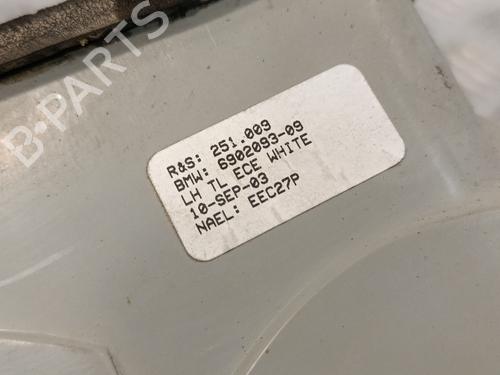 B-PARTS
R&S: 251.009
BMW: 6902093-09
LH TL ECE WHITE
10-SEP-03
NAEL: EEC27P